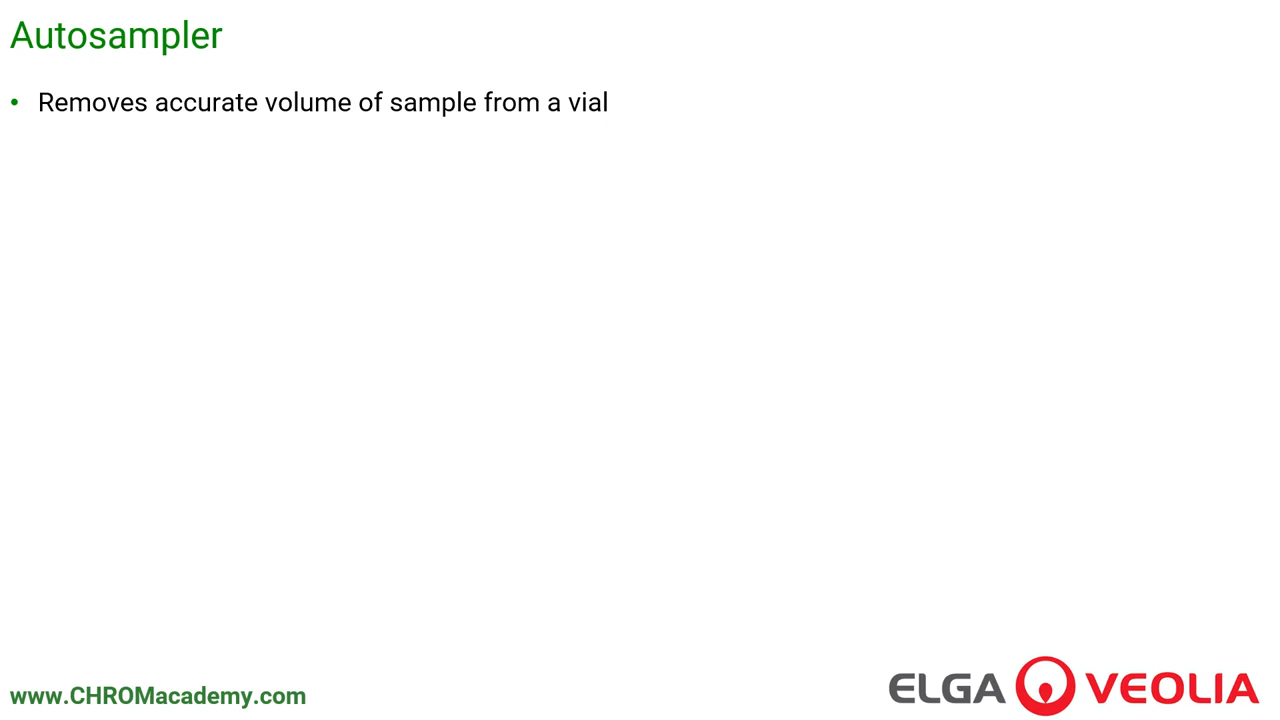 Autosampler
• Removes accurate volume of sample from a vial
www.CHROMacademy.com
ELGA VEOLIA